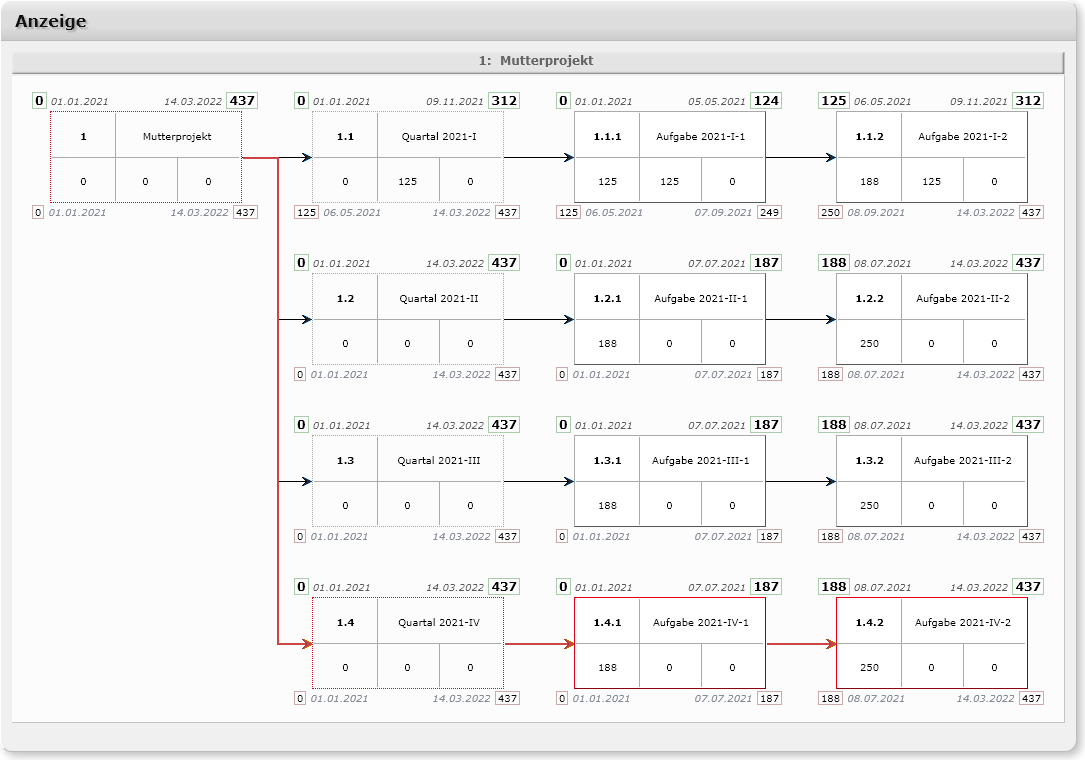 Anzeige
1: Mutterprojekt
0 01.01.2021 14.03.2022 437 0 01.01.2021 09.11.2021 312 0 01.01.2021 05.05.2021 124 125 06.05.2021 09.11.2021 312
1 Mutterprojekt 1.1 Quartal 2021-I 1.1.1 Aufgabe 2021-I-1 1.1.2 Aufgabe 2021-I-2
0 0 0 0 125 0 125 125 0 188 125 0
0 01.01.2021 14.03.2022 437 125 06.05.2021 14.03.2022 437 125 06.05.2021 07.09.2021 249 250 08.09.2021 14.03.2022 437
0 01.01.2021 14.03.2022 437 0 01.01.2021 07.07.2021 187 188 08.07.2021 14.03.2022 437
1.2 Quartal 2021-II 1.2.1 Aufgabe 2021-II-1 1.2.2 Aufgabe 2021-II-2
0 0 0 188 0 0 250 0 0
0 01.01.2021 14.03.2022 437 0 01.01.2021 07.07.2021 187 188 08.07.2021 14.03.2022 437
0 01.01.2021 14.03.2022 437 0 01.01.2021 07.07.2021 187 188 08.07.2021 14.03.2022 437
1.3 Quartal 2021-III 1.3.1 Aufgabe 2021-III-1 1.3.2 Aufgabe 2021-III-2
0 0 0 188 0 0 250 0 0
0 01.01.2021 14.03.2022 437 0 01.01.2021 07.07.2021 187 188 08.07.2021 14.03.2022 437
0 01.01.2021 14.03.2022 437 0 01.01.2021 07.07.2021 187 188 08.07.2021 14.03.2022 437
1.4 Quartal 2021-IV 1.4.1 Aufgabe 2021-IV-1 1.4.2 Aufgabe 2021-IV-2
0 0 0 188 0 0 250 0 0
0 01.01.2021 14.03.2022 437 0 01.01.2021 07.07.2021 187 188 08.07.2021 14.03.2022 437